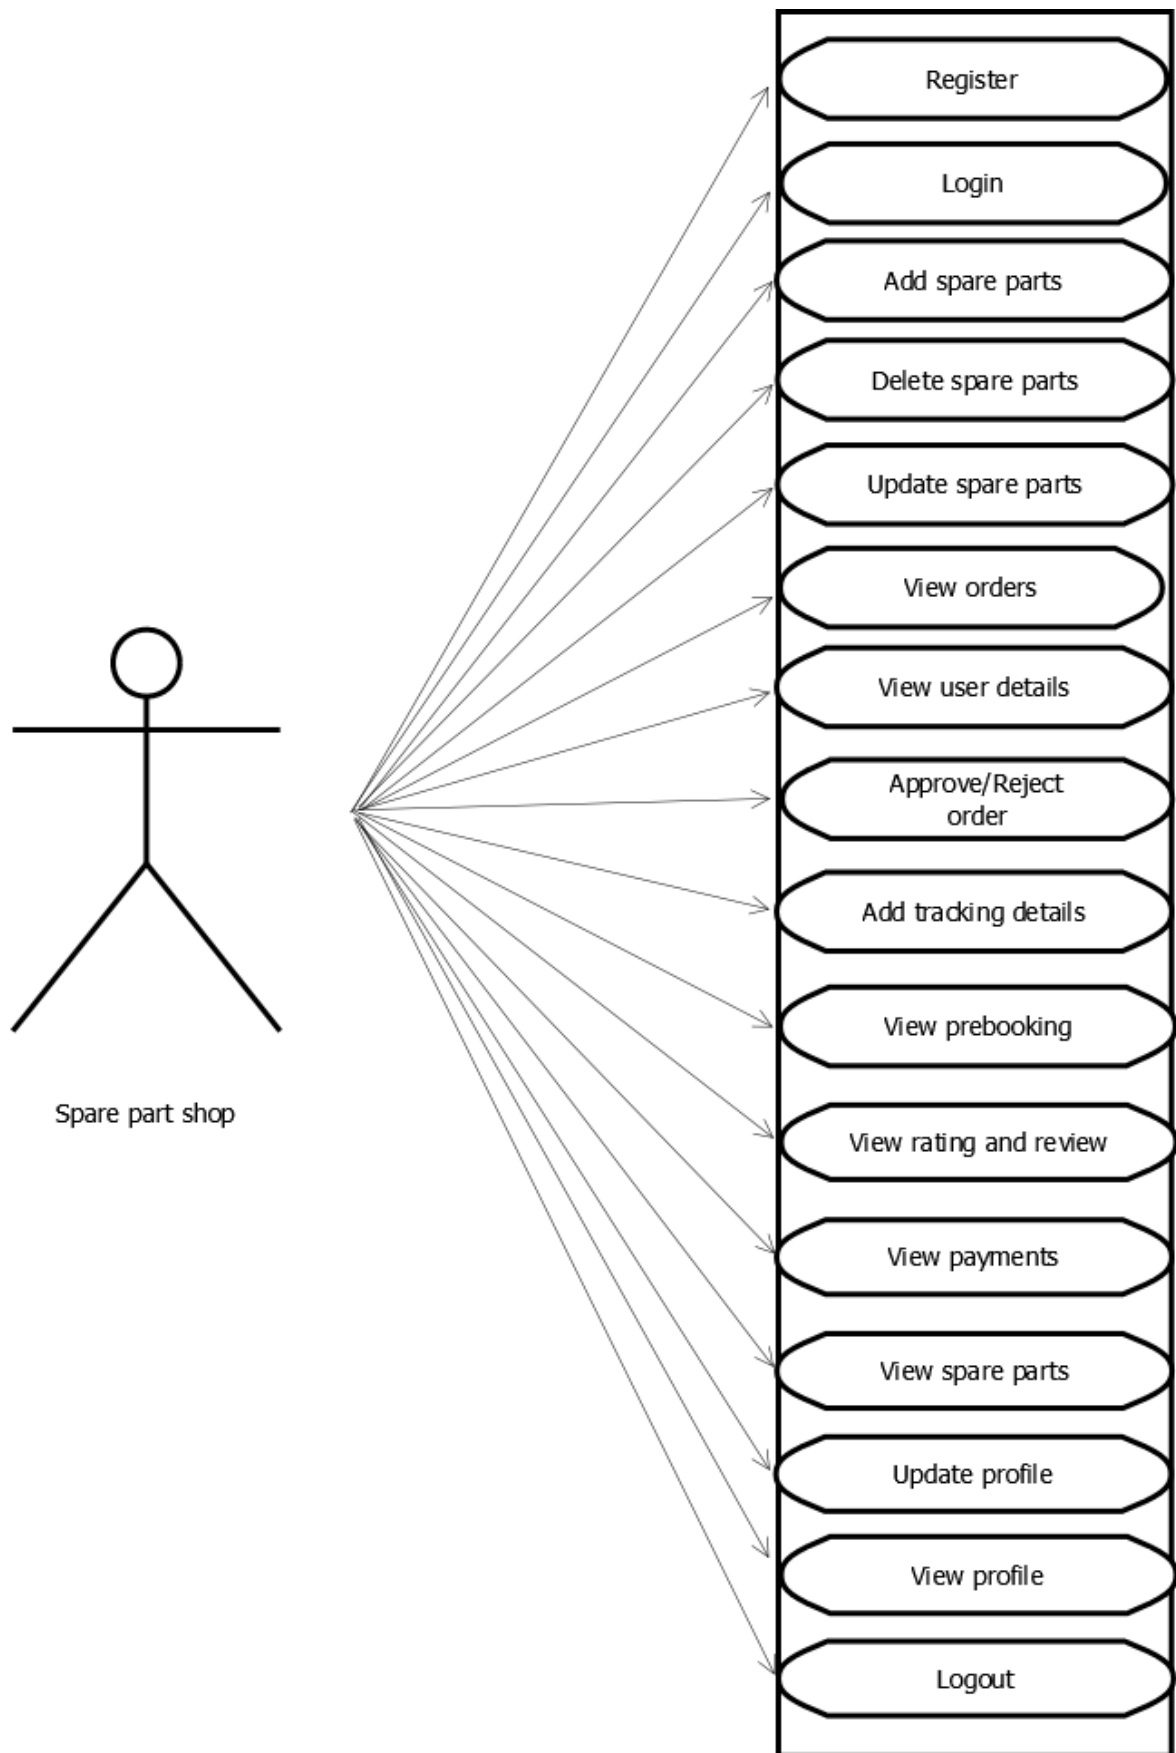 Register
Login
Add spare parts
Delete spare parts
Update spare parts
View orders
View user details
Approve/Reject
order
Add tracking details
View prebooking
Spare part shop
View rating and review
View payments
View spare parts
Update profile
View profile
Logout